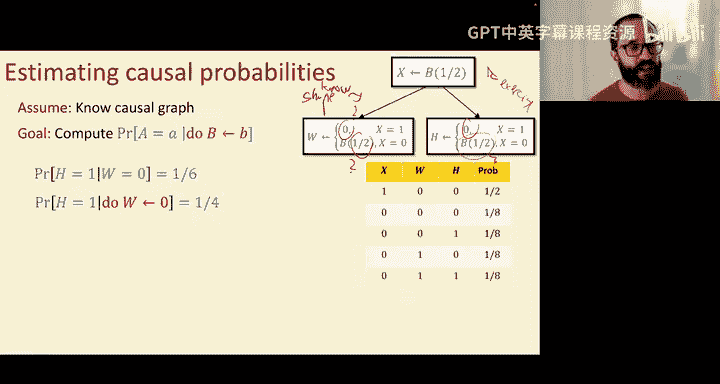 GPT中英字幕课程资源
Estimating causal probabilities
X ← B(1/2)
Assume: Know causal graph
Goal: Compute Pr[A = a |do B ← b]
W ← { 0, X = 1
B(1/2), X = 0
H ← { 0, X = 1
B(1/2), X = 0
?
?
?
Pr[H = 1|W = 0] = 1/6
Pr[H = 1|do W ← 0] = 1/4
X W H Prob
1 0 0 1/2
0 0 0 1/8
0 0 1 1/8
0 1 0 1/8
0 1 1 1/8